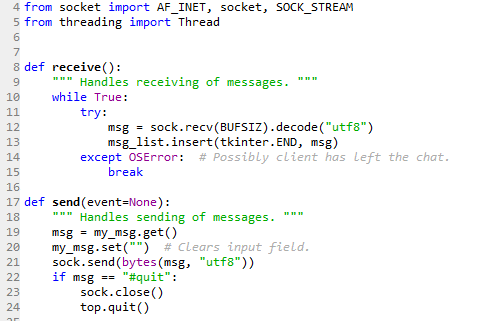 4 from socket import AF_INET, socket, SOCK_STREAM
5 from threading import Thread
6
7
8 def receive():
9     """ Handles receiving of messages. """
10     while True:
11         try:
12             msg = sock.recv(BUFSIZ).decode("utf8")
13             msg_list.insert(tkinter.END, msg)
14         except OSError:  # Possibly client has left the chat.
15             break
16
17 def send(event=None):
18     """ Handles sending of messages. """
19     msg = my_msg.get()
20     my_msg.set("")  # Clears input field.
21     sock.send(bytes(msg, "utf8"))
22     if msg == "#quit":
23         sock.close()
24         top.quit()